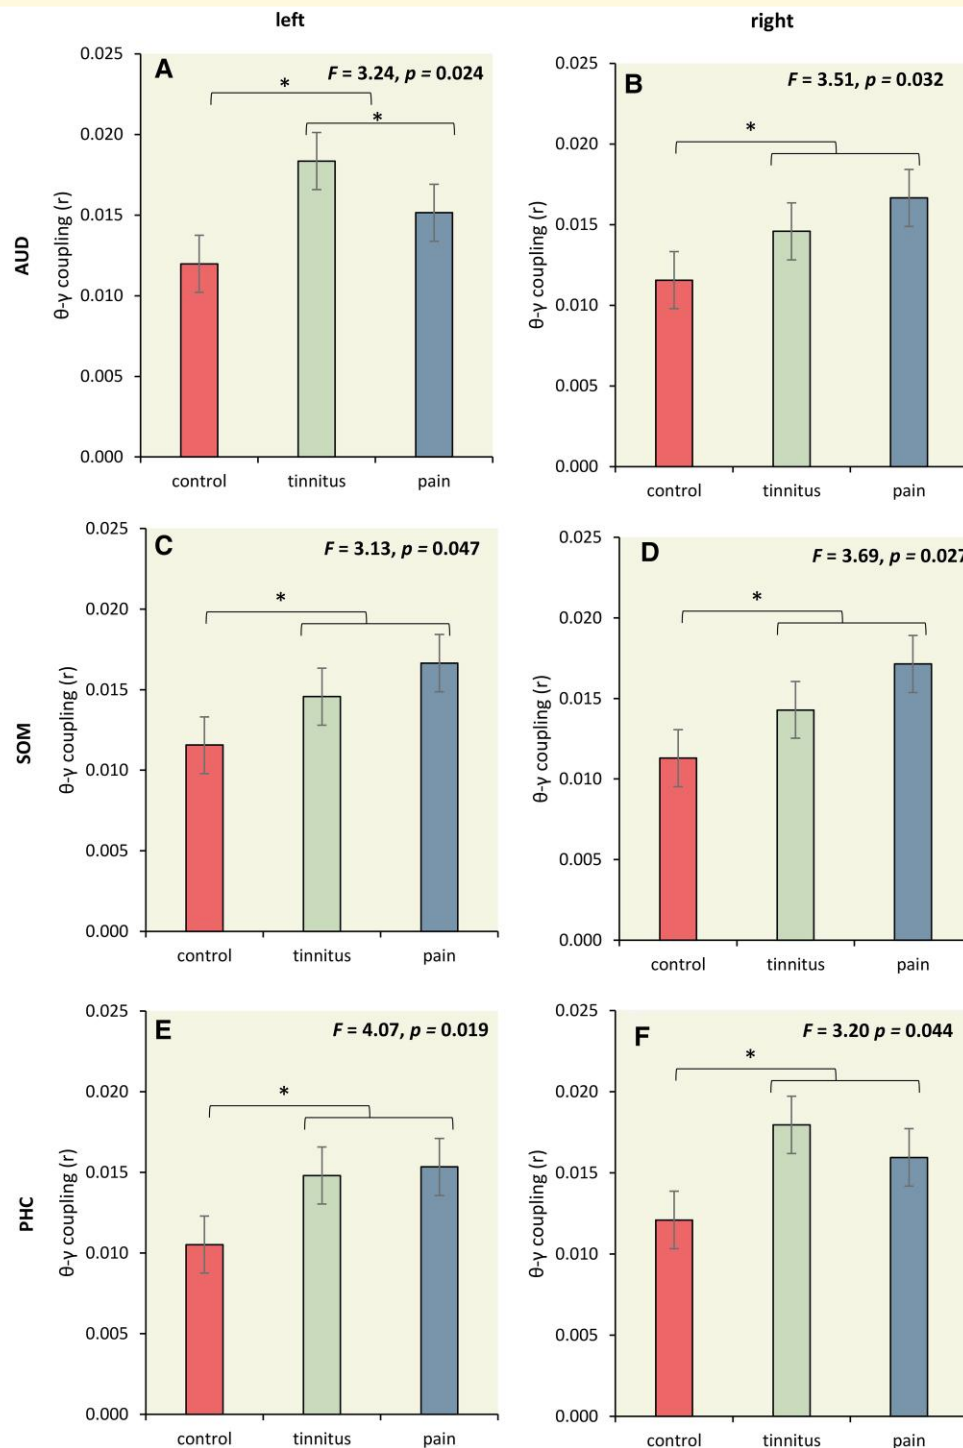 left
right
A
F = 3.24, p = 0.024
*
*
0.025
0.020
0.015
0.010
0.005
0.000
θ-γ coupling (r)
AUD
control tinnitus pain
B
F = 3.51, p = 0.032
*
0.025
0.020
0.015
0.010
0.005
0.000
θ-γ coupling (r)
control tinnitus pain
C
F = 3.13, p = 0.047
*
0.025
0.020
0.015
0.010
0.005
0.000
θ-γ coupling (r)
SOM
control tinnitus pain
D
F = 3.69, p = 0.027
*
0.025
0.020
0.015
0.010
0.005
0.000
θ-γ coupling (r)
control tinnitus pain
E
F = 4.07, p = 0.019
*
0.025
0.020
0.015
0.010
0.005
0.000
θ-γ coupling (r)
PHC
control tinnitus pain
F
F = 3.20 p = 0.044
*
0.025
0.020
0.015
0.010
0.005
0.000
θ-γ coupling (r)
control tinnitus pain